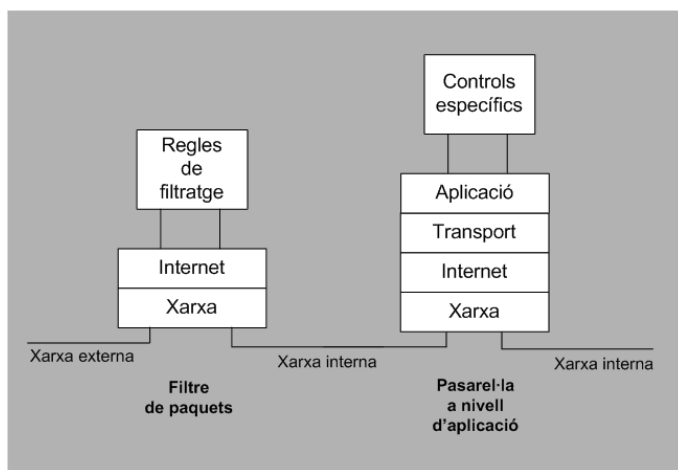 Regles
de
filtratge
Internet
Xarxa
Xarxa externa
Filtre
de paquets
Xarxa interna
Controls
específics
Aplicació
Transport
Internet
Xarxa
Xarxa interna
Pasarel·la
a nivell
d'aplicació